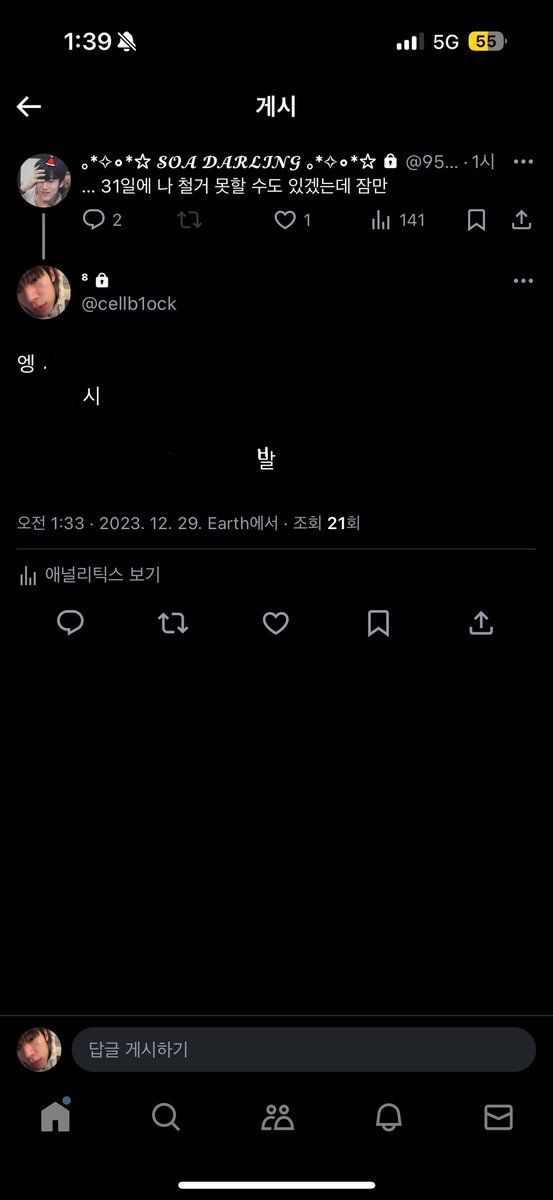 1:39
5G
55
게시
｡*✧∘*☆ 𝓢𝓞𝓐 𝓓𝓐𝓡𝓛𝓘𝓝𝓖 ｡*✧∘*☆ @95... · 1시
... 31일에 나 철거 못할 수도 있겠는데 잠만
2
1
141
⁸
@cellb1ock
엥 .
시
발
오전 1:33 · 2023. 12. 29. Earth에서 · 조회 21회
애널리틱스 보기
답글 게시하기